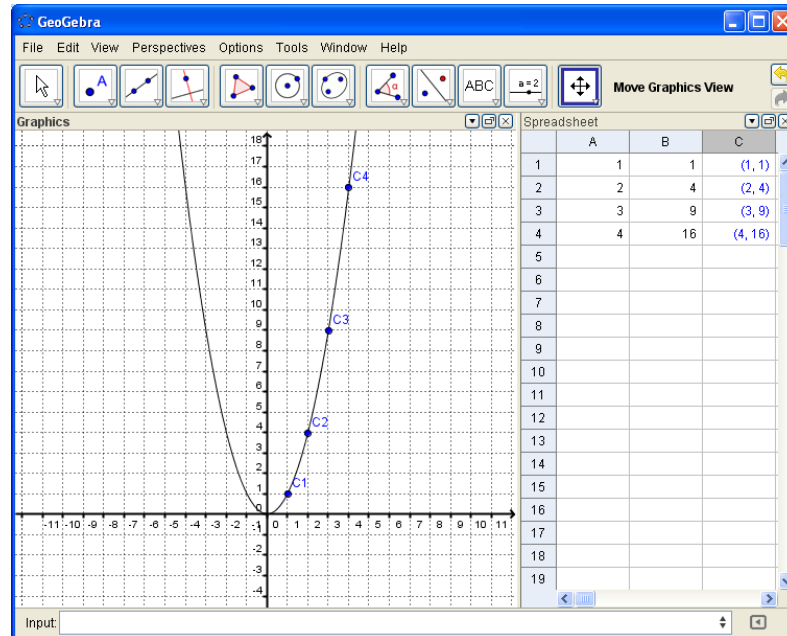 GeoGebra
File Edit View Perspectives Options Tools Window Help
A α ABC a = 2 Move Graphics View
Graphics
Spreadsheet
18
17
16
15
14
13
12
11
10
9
8
7
6
5
4
3
2
1
0
-1
-2
-3
-4
C4
C3
C2
C1
-11 -10 -9 -8 -7 -6 -5 -4 -3 -2 -1 0 1 2 3 4 5 6 7 8 9 10 11
A B C
1 1 1 (1, 1)
2 2 4 (2, 4)
3 3 9 (3, 9)
4 4 16 (4, 16)
5
6
7
8
9
10
11
12
13
14
15
16
17
18
19
Input: